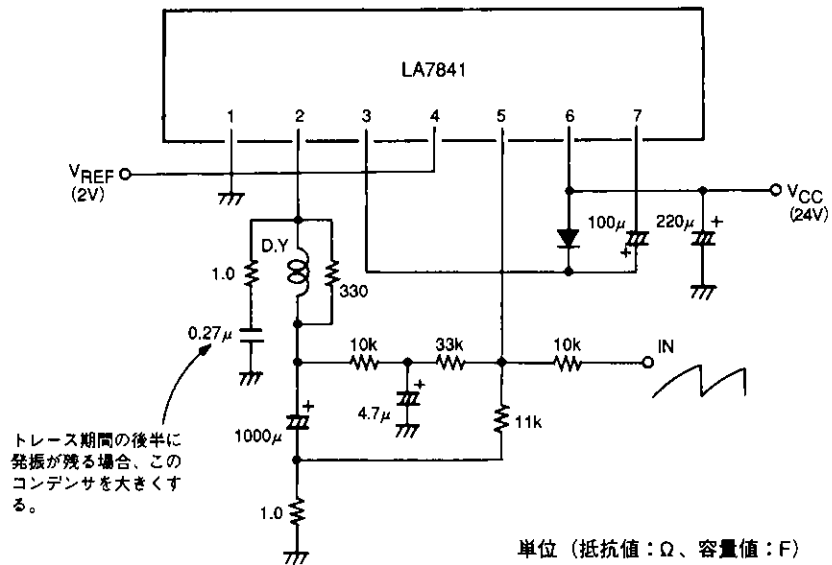 LA7841
1 2 3 4 5 6 7
VREF
(2V)
VCC
(24V)
100μ
220μ
+
+
D.Y
1.0
330
0.27μ
10k
33k
10k
IN
+
4.7μ
+
1000μ
11k
トレース期間の後半に
発振が残る場合、この
コンデンサを大きくす
る。
1.0
単位（抵抗値：Ω、容量値：F）